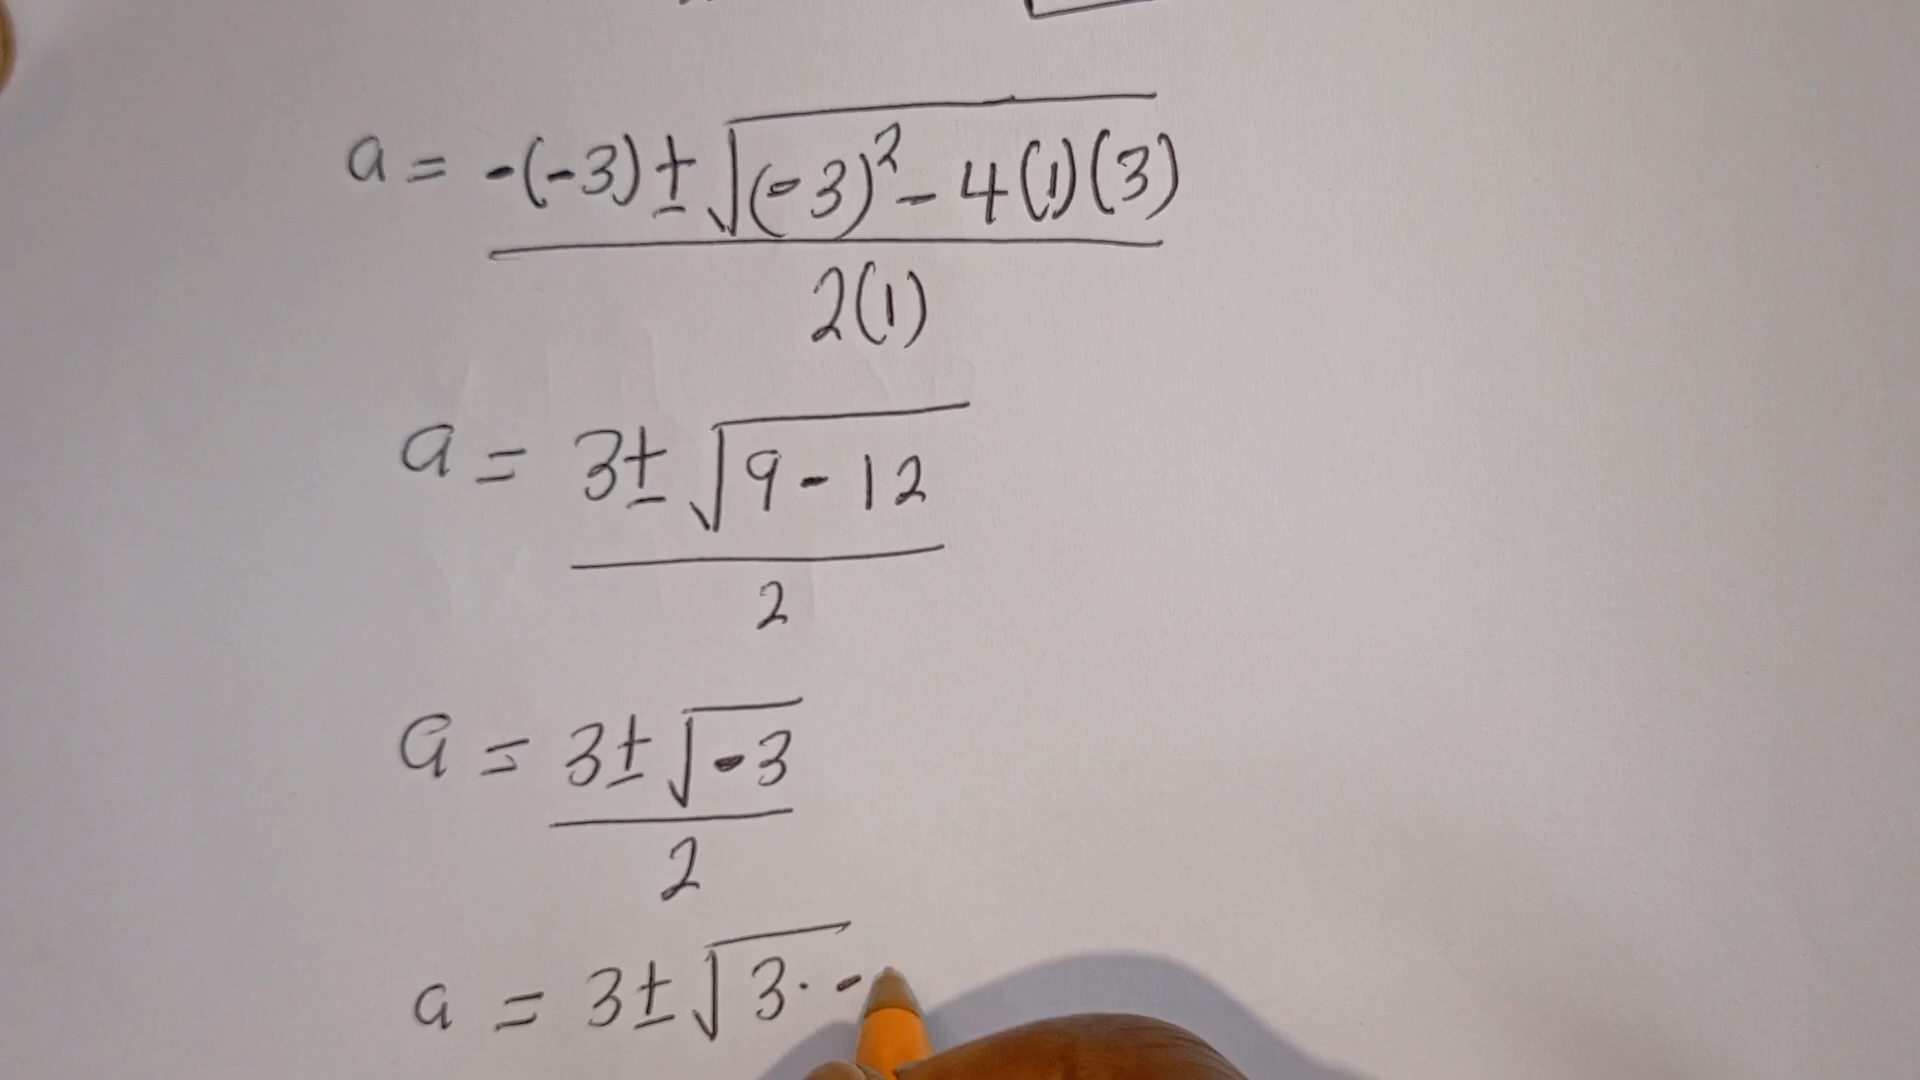 a = -(-3) ± √(-3)² - 4(1)(3)
2(1)
a = 3 ± √9 - 12
2
a = 3 ± √-3
2
a = 3 ± √3 · -